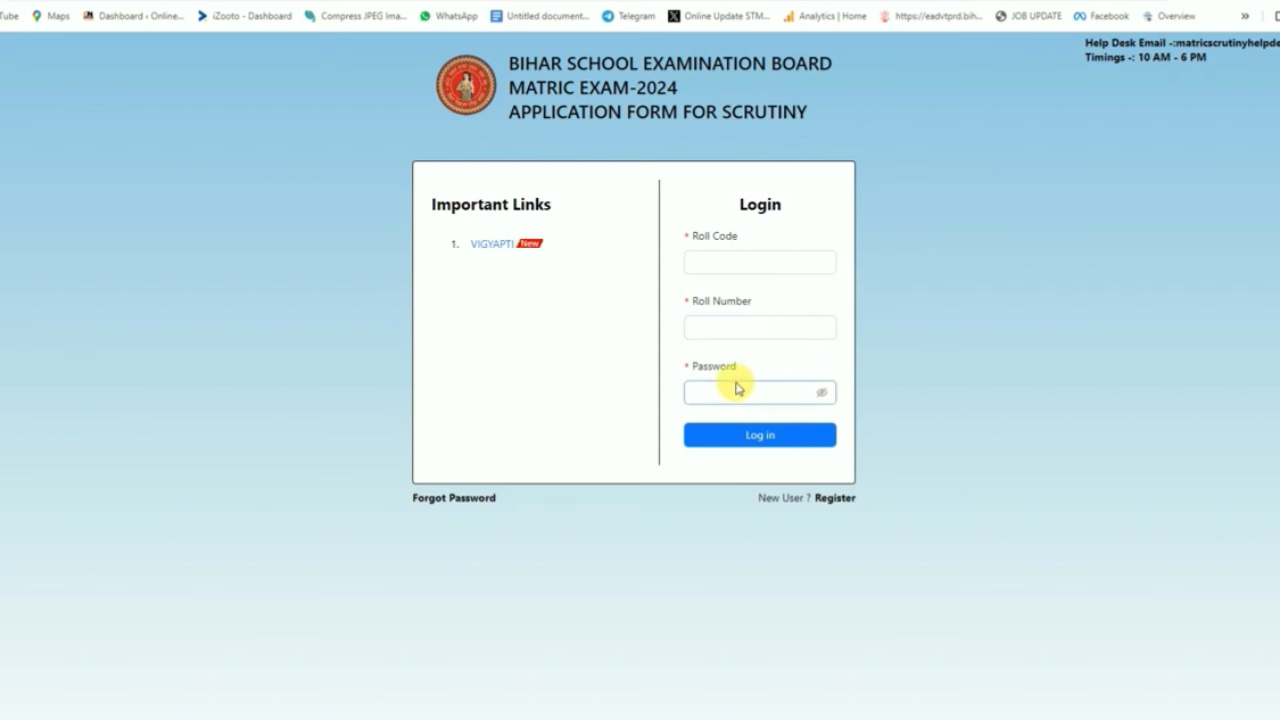 Tube Maps Dashboard ‹ Online... iZooto - Dashboard Compress JPEG Ima... WhatsApp Untitled document... Telegram Online Update STM... Analytics | Home https://eadvtprd.bih... JOB UPDATE Facebook Overview »
Help Desk Email -:matricscrutinyhelpde
Timings -: 10 AM - 6 PM
BIHAR SCHOOL EXAMINATION BOARD
MATRIC EXAM-2024
APPLICATION FORM FOR SCRUTINY
Important Links
1. VIGYAPTI New
Login
* Roll Code
* Roll Number
* Password
Log in
Forgot Password
New User ? Register